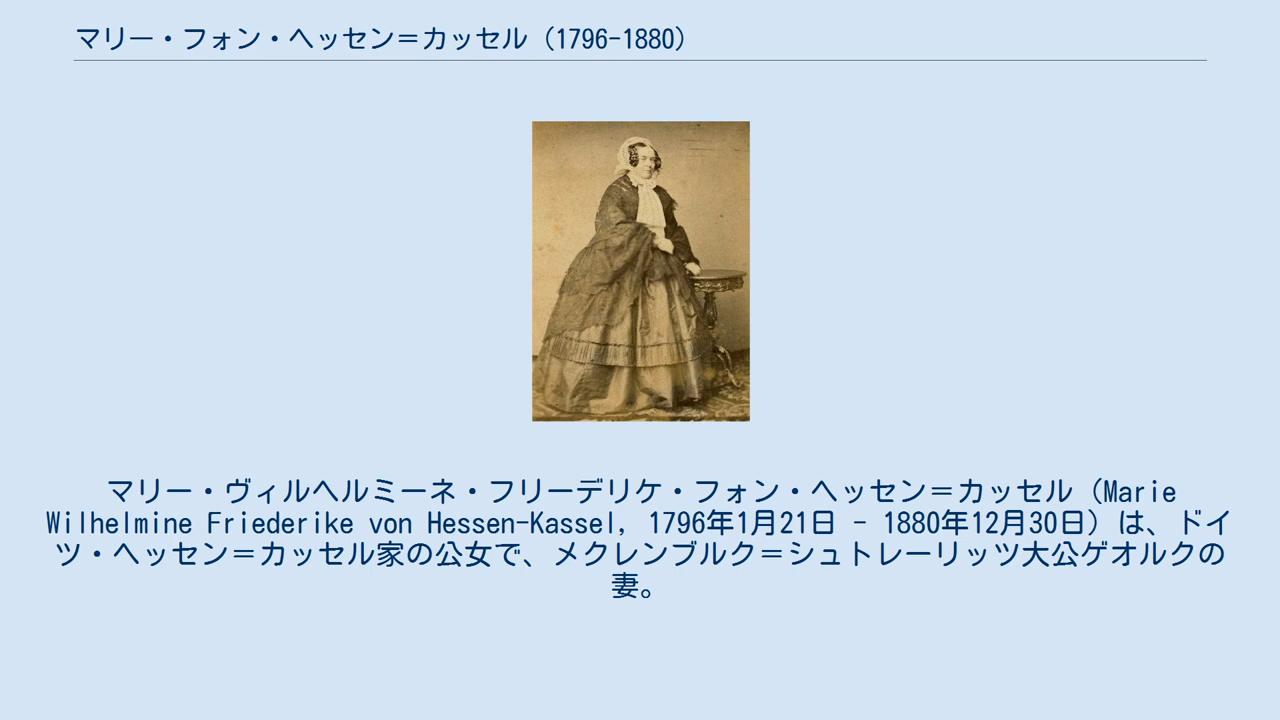 マリー・フォン・ヘッセン＝カッセル（1796-1880）
マリー・ヴィルヘルミーネ・フリーデリケ・フォン・ヘッセン＝カッセル（Marie
Wilhelmine Friederike von Hessen-Kassel, 1796年1月21日 - 1880年12月30日）は、ドイ
ツ・ヘッセン＝カッセル家の公女で、メクレンブルク＝シュトレーリッツ大公ゲオルクの
妻。